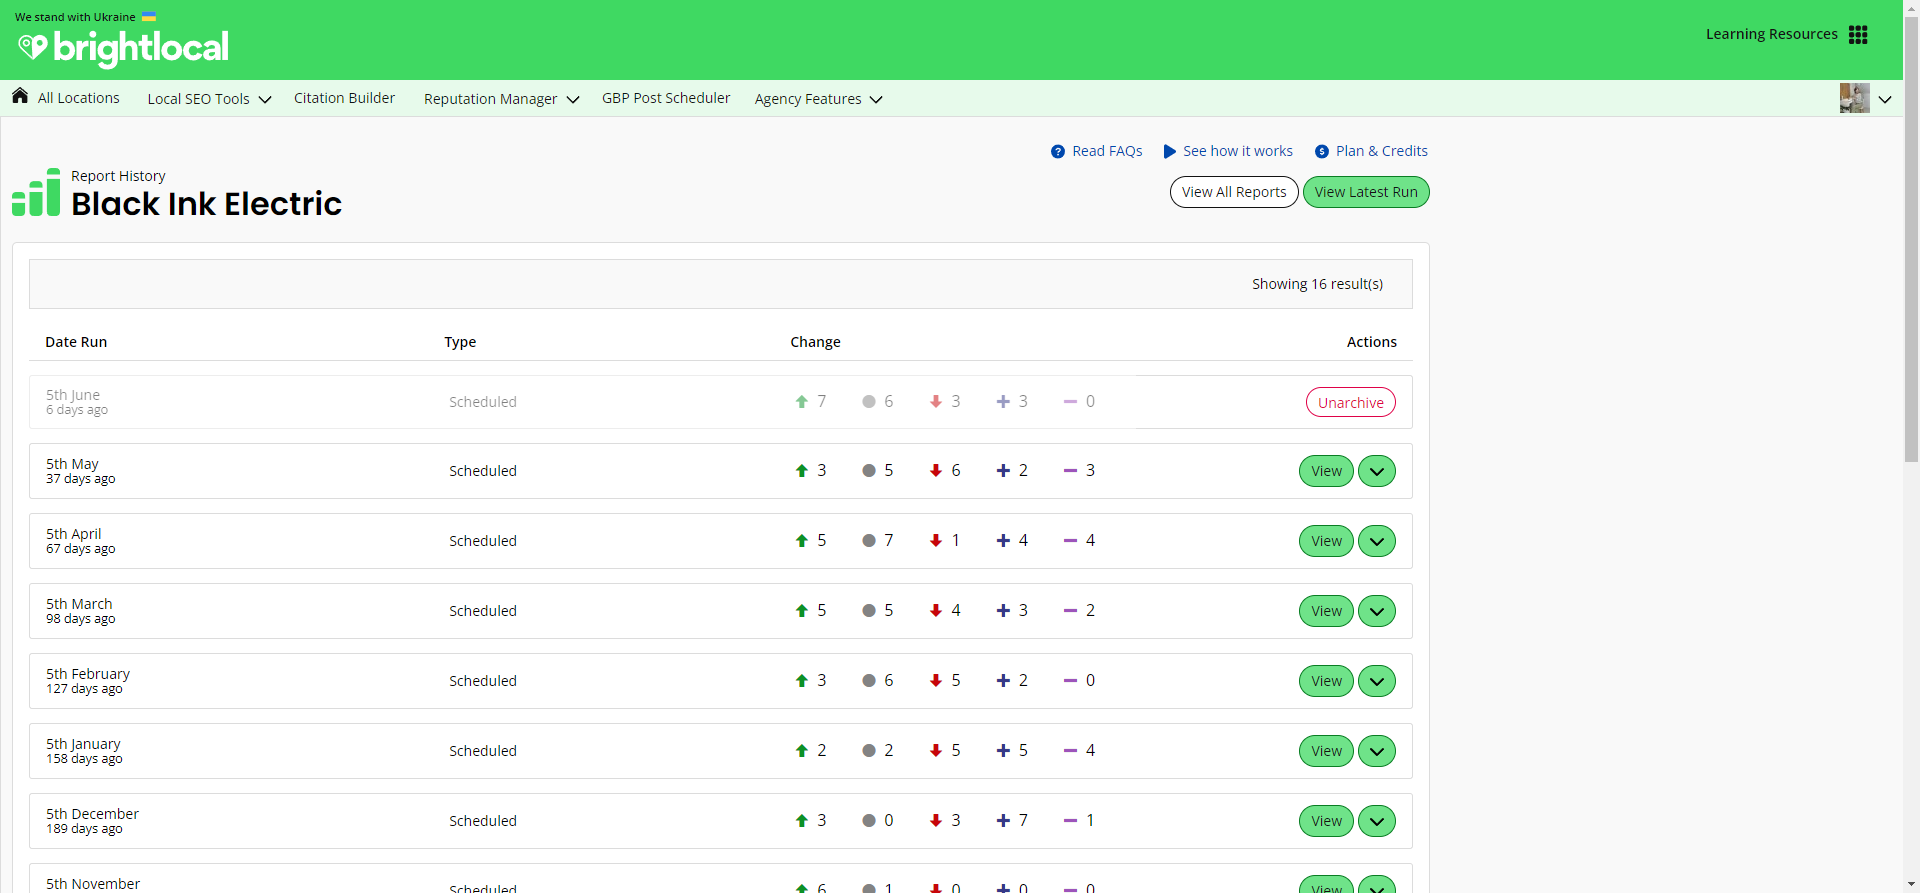 We stand with Ukraine
brightlocal
Learning Resources
All Locations Local SEO Tools Citation Builder Reputation Manager GBP Post Scheduler Agency Features
Read FAQs See how it works Plan & Credits
Report History
Black Ink Electric
View All Reports View Latest Run
Showing 16 result(s)
Date Run Type Change Actions
5th June
6 days ago
Scheduled 7 6 3 3 0 Unarchive
5th May
37 days ago
Scheduled 3 5 6 2 3 View
5th April
67 days ago
Scheduled 5 7 1 4 4 View
5th March
98 days ago
Scheduled 5 5 4 3 2 View
5th February
127 days ago
Scheduled 3 6 5 2 0 View
5th January
158 days ago
Scheduled 2 2 5 5 4 View
5th December
189 days ago
Scheduled 3 0 3 7 1 View
5th November
Scheduled 6 1 0 0 0 View